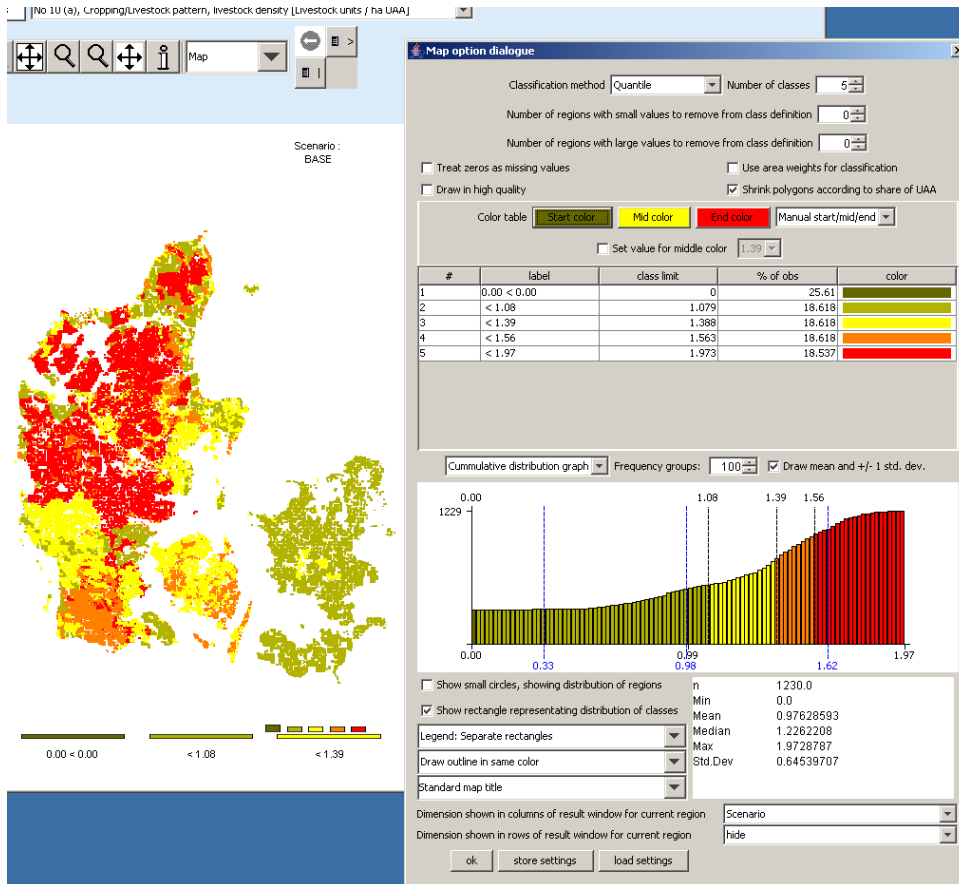 No 10 (a), Cropping/Livestock pattern, livestock density [Livestock units / ha UAA]
Map
Scenario :
BASE
0.00 < 0.00
< 1.08
< 1.39
Map option dialogue
Classification method Quantile Number of classes 5
Number of regions with small values to remove from class definition 0
Number of regions with large values to remove from class definition 0
Treat zeros as missing values Use area weights for classification
Draw in high quality Shrink polygons according to share of UAA
Color table Start color Mid color End color Manual start/mid/end
Set value for middle color 1.39
# label class limit % of obs color
1 0.00 < 0.00 0 25.61
2 < 1.08 1.079 18.618
3 < 1.39 1.388 18.618
4 < 1.56 1.563 18.618
5 < 1.97 1.973 18.537
Cummulative distribution graph Frequency groups: 100 Draw mean and +/- 1 std. dev.
0.00 1.08 1.39 1.56
1229
0.00 0.99 1.97
0.33 0.98 1.62
Show small circles, showing distribution of regions
Show rectangle representating distribution of classes
Legend: Separate rectangles
Draw outline in same color
Standard map title
n 1230.0
Min 0.0
Mean 0.97628593
Median 1.2262208
Max 1.9728787
Std.Dev 0.64539707
Dimension shown in columns of result window for current region Scenario
Dimension shown in rows of result window for current region hide
ok store settings load settings